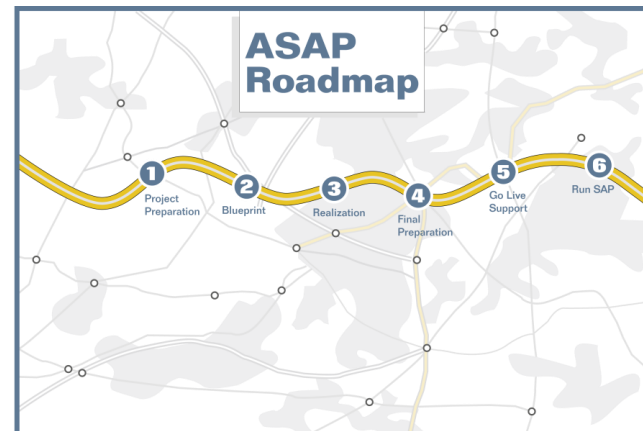 ASAP
Roadmap
1
Project
Preparation
2
Blueprint
3
Realization
4
Final
Preparation
5
Go Live
Support
6
Run SAP